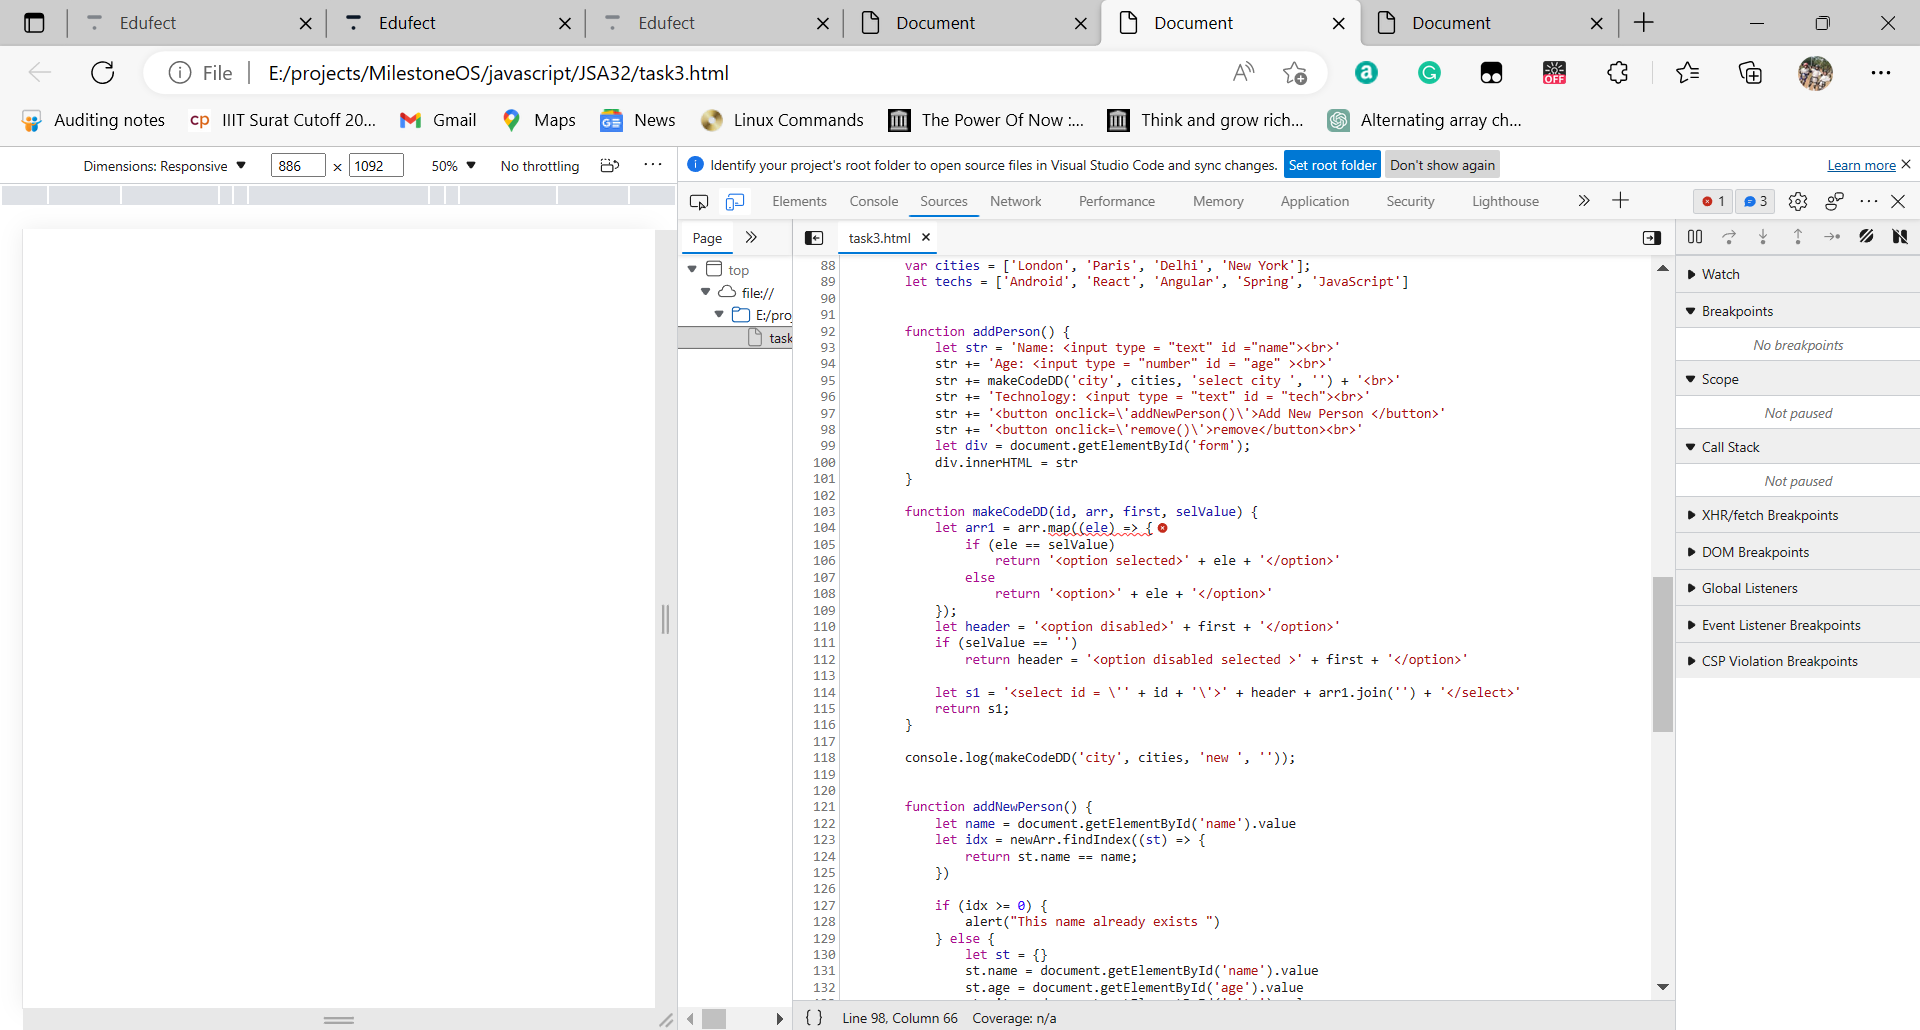 Edufect
Edufect
Edufect
Document
Document
Document
File
E:/projects/MilestoneOS/javascript/JSA32/task3.html
Auditing notes
cp IIIT Surat Cutoff 20...
Gmail
Maps
GE News
Linux Commands
The Power Of Now :...
Think and grow rich...
Alternating array ch...
OFF
Dimensions: Responsive
886 x 1092
50%
No throttling
Identify your project's root folder to open source files in Visual Studio Code and sync changes.
Set root folder
Don't show again
Learn more
Elements
Console
Sources
Network
Performance
Memory
Application
Security
Lighthouse
1
3
Page
task3.html
top
file://
E:/pro
task
88 var cities = ['London', 'Paris', 'Delhi', 'New York'];
89 let techs = ['Android', 'React', 'Angular', 'Spring', 'JavaScript']
90
91
92 function addPerson() {
93 let str = 'Name: <input type = "text" id ="name"><br>'
94 str += 'Age: <input type = "number" id = "age" ><br>'
95 str += makeCodeDD('city', cities, 'select city ', '') + '<br>'
96 str += 'Technology: <input type = "text" id = "tech"><br>'
97 str += '<button onclick=\'addNewPerson()\'>Add New Person </button>'
98 str += '<button onclick=\'remove()\'>remove</button><br>'
99 let div = document.getElementById('form');
100 div.innerHTML = str
101 }
102
103 function makeCodeDD(id, arr, first, selValue) {
104 let arr1 = arr.map((ele) => {
105 if (ele == selValue)
106 return '<option selected>' + ele + '</option>'
107 else
108 return '<option>' + ele + '</option>'
109 });
110 let header = '<option disabled>' + first + '</option>'
111 if (selValue == '')
112 return header = '<option disabled selected >' + first + '</option>'
113
114 let s1 = '<select id = \'' + id + '\'>' + header + arr1.join('') + '</select>'
115 return s1;
116 }
117
118 console.log(makeCodeDD('city', cities, 'new ', ''));
119
120
121 function addNewPerson() {
122 let name = document.getElementById('name').value
123 let idx = newArr.findIndex((st) => {
124 return st.name == name;
125 })
126
127 if (idx >= 0) {
128 alert("This name already exists ")
129 } else {
130 let st = {}
131 st.name = document.getElementById('name').value
132 st.age = document.getElementById('age').value
{ } Line 98, Column 66 Coverage: n/a
Watch
Breakpoints
No breakpoints
Scope
Not paused
Call Stack
Not paused
XHR/fetch Breakpoints
DOM Breakpoints
Global Listeners
Event Listener Breakpoints
CSP Violation Breakpoints